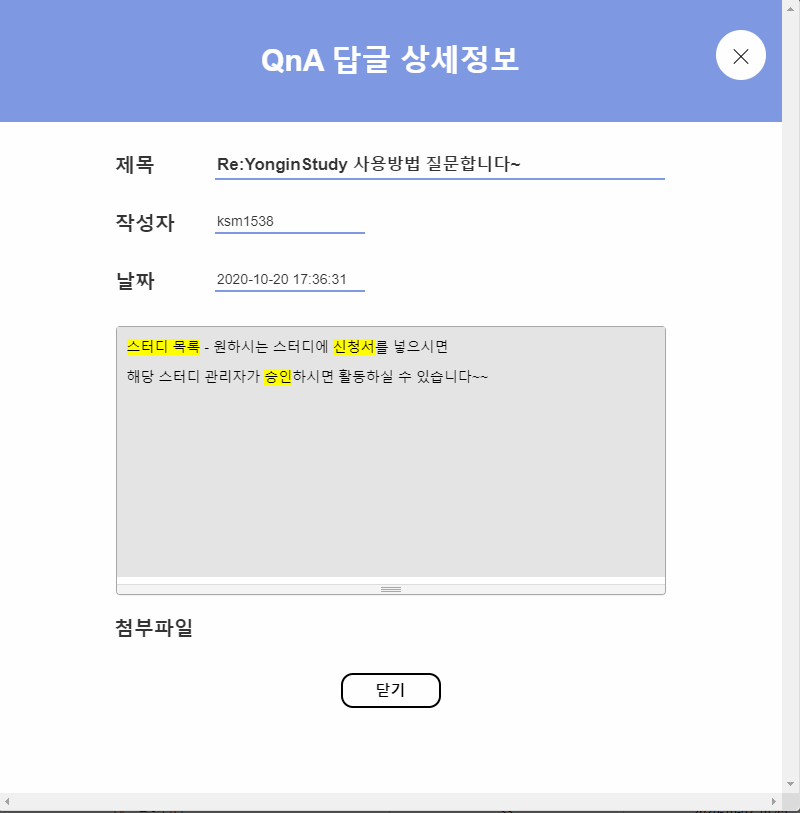 QnA 답글 상세정보
제목 Re:YonginStudy 사용방법 질문합니다~
작성자 ksm1538
날짜 2020-10-20 17:36:31
스터디 목록 - 원하시는 스터디에 신청서를 넣으시면
해당 스터디 관리자가 승인하시면 활동하실 수 있습니다~~
첨부파일
닫기